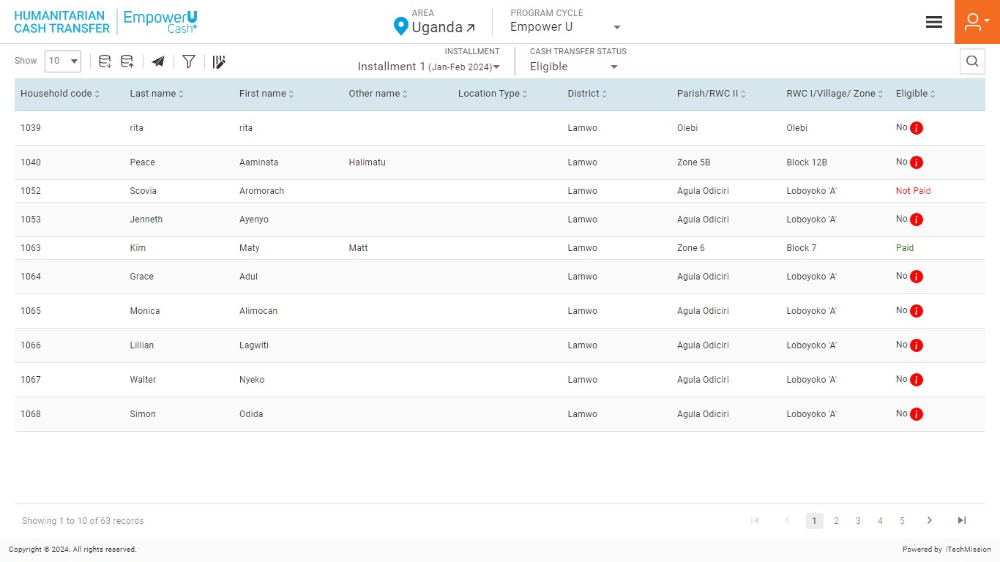 HUMANITARIAN
CASH TRANSFER
EmpowerU
Cash+
AREA
Uganda
PROGRAM CYCLE
Empower U
Show 10
INSTALLMENT
Installment 1 (Jan-Feb 2024)
CASH TRANSFER STATUS
Eligible
Household code Last name First name Other name Location Type District Parish/RWC II RWC I/Village/ Zone Eligible
1039 rita rita Lamwo Olebi Olebi No i
1040 Peace Aaminata Halimatu Lamwo Zone 5B Block 12B No i
1052 Scovia Aromorach Lamwo Agula Odiciri Loboyoko 'A' Not Paid
1053 Jenneth Ayenyo Lamwo Agula Odiciri Loboyoko 'A' No i
1063 Kim Maty Matt Lamwo Zone 6 Block 7 Paid
1064 Grace Adul Lamwo Agula Odiciri Loboyoko 'A' No i
1065 Monica Alimocan Lamwo Agula Odiciri Loboyoko 'A' No i
1066 Lillian Lagwiti Lamwo Agula Odiciri Loboyoko 'A' No i
1067 Walter Nyeko Lamwo Agula Odiciri Loboyoko 'A' No i
1068 Simon Odida Lamwo Agula Odiciri Loboyoko 'A' No i
Showing 1 to 10 of 63 records
1 2 3 4 5
Copyright © 2024. All rights reserved.
Powered by iTechMission